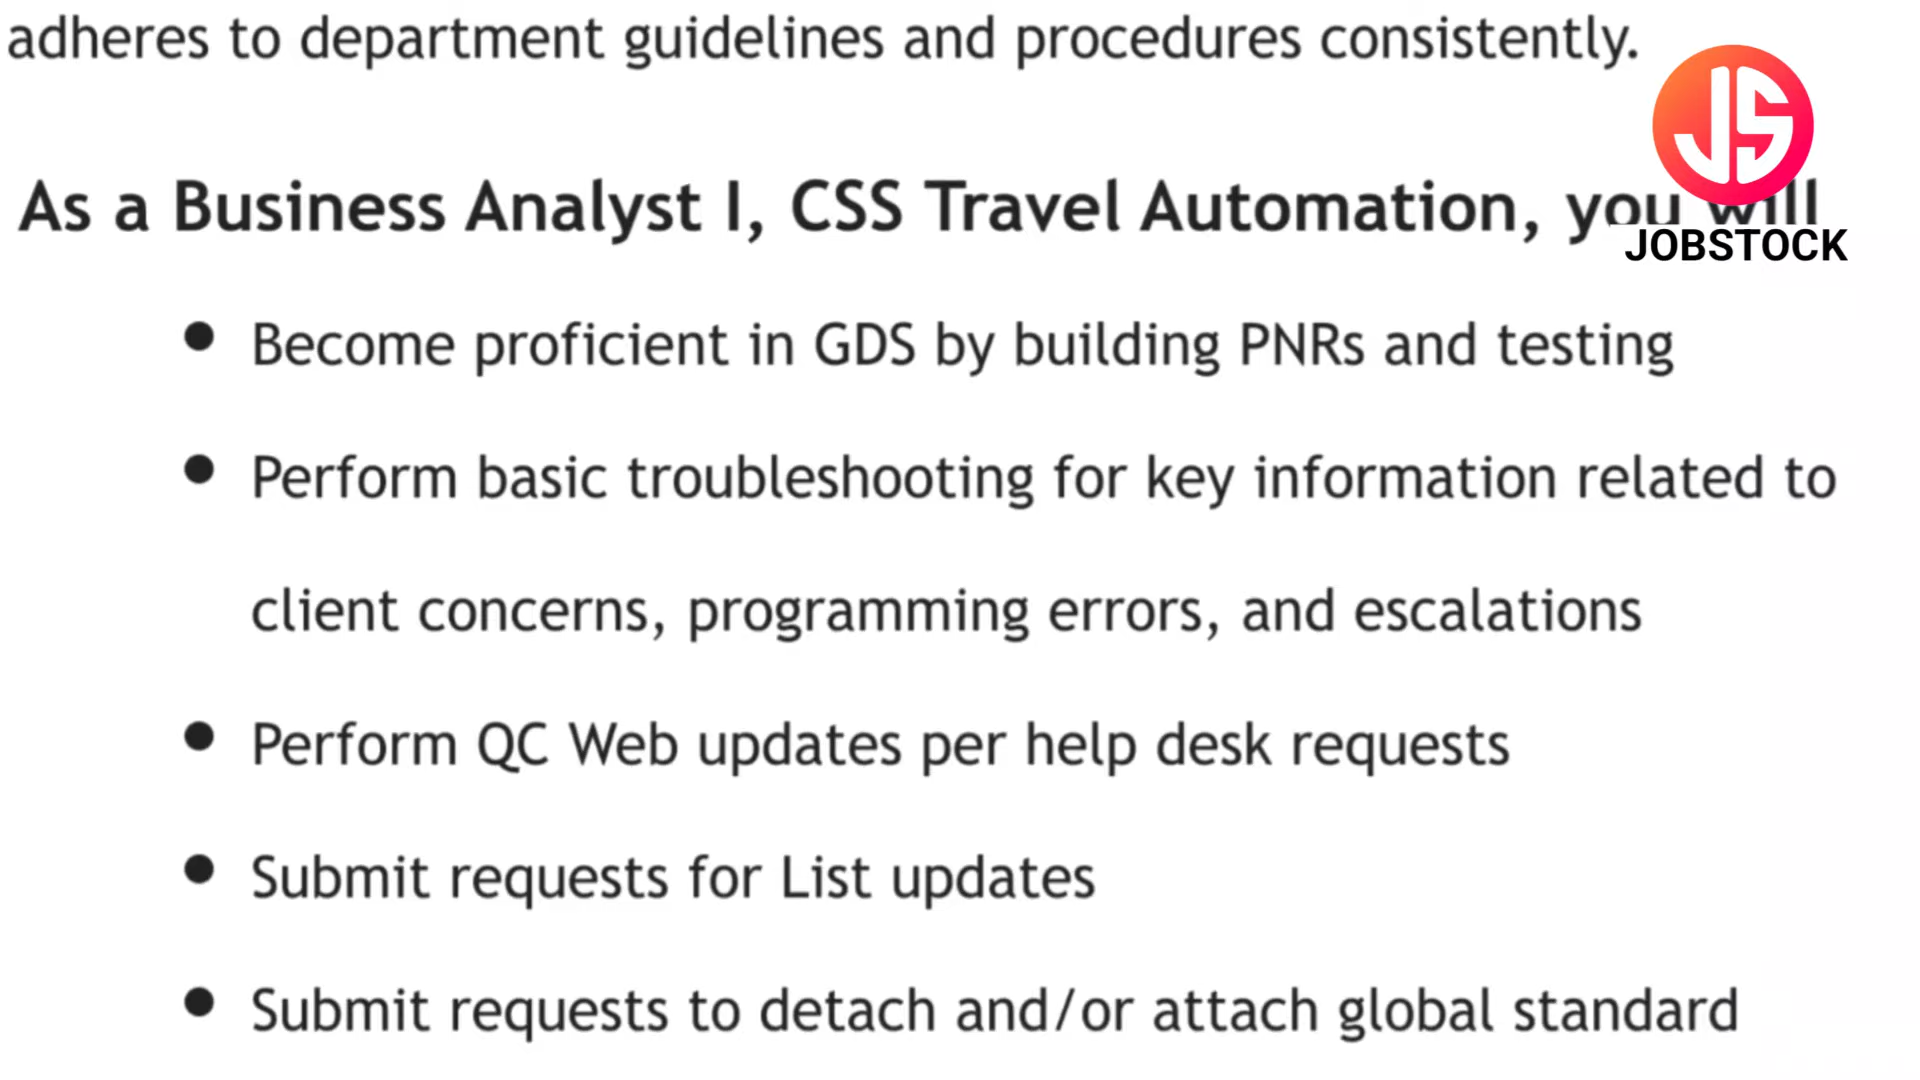 adheres to department guidelines and procedures consistently.
JS
As a Business Analyst I, CSS Travel Automation, you will
JOBSTOCK
• Become proficient in GDS by building PNRs and testing
• Perform basic troubleshooting for key information related to
client concerns, programming errors, and escalations
• Perform QC Web updates per help desk requests
• Submit requests for List updates
• Submit requests to detach and/or attach global standard